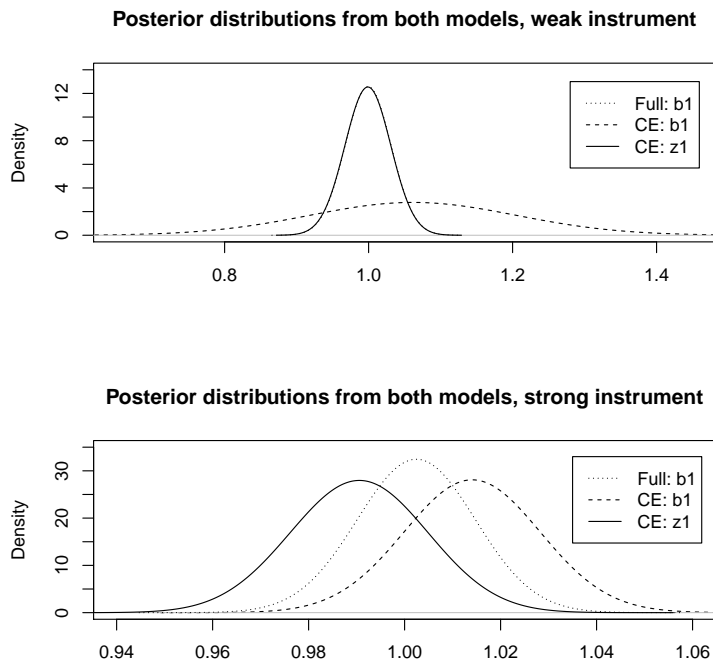 Posterior distributions from both models, weak instrument
Density
0 4 8 12
Full: b1
CE: b1
CE: z1
0.8 1.0 1.2 1.4
Posterior distributions from both models, strong instrument
Density
0 10 20 30
Full: b1
CE: b1
CE: z1
0.94 0.96 0.98 1.00 1.02 1.04 1.06